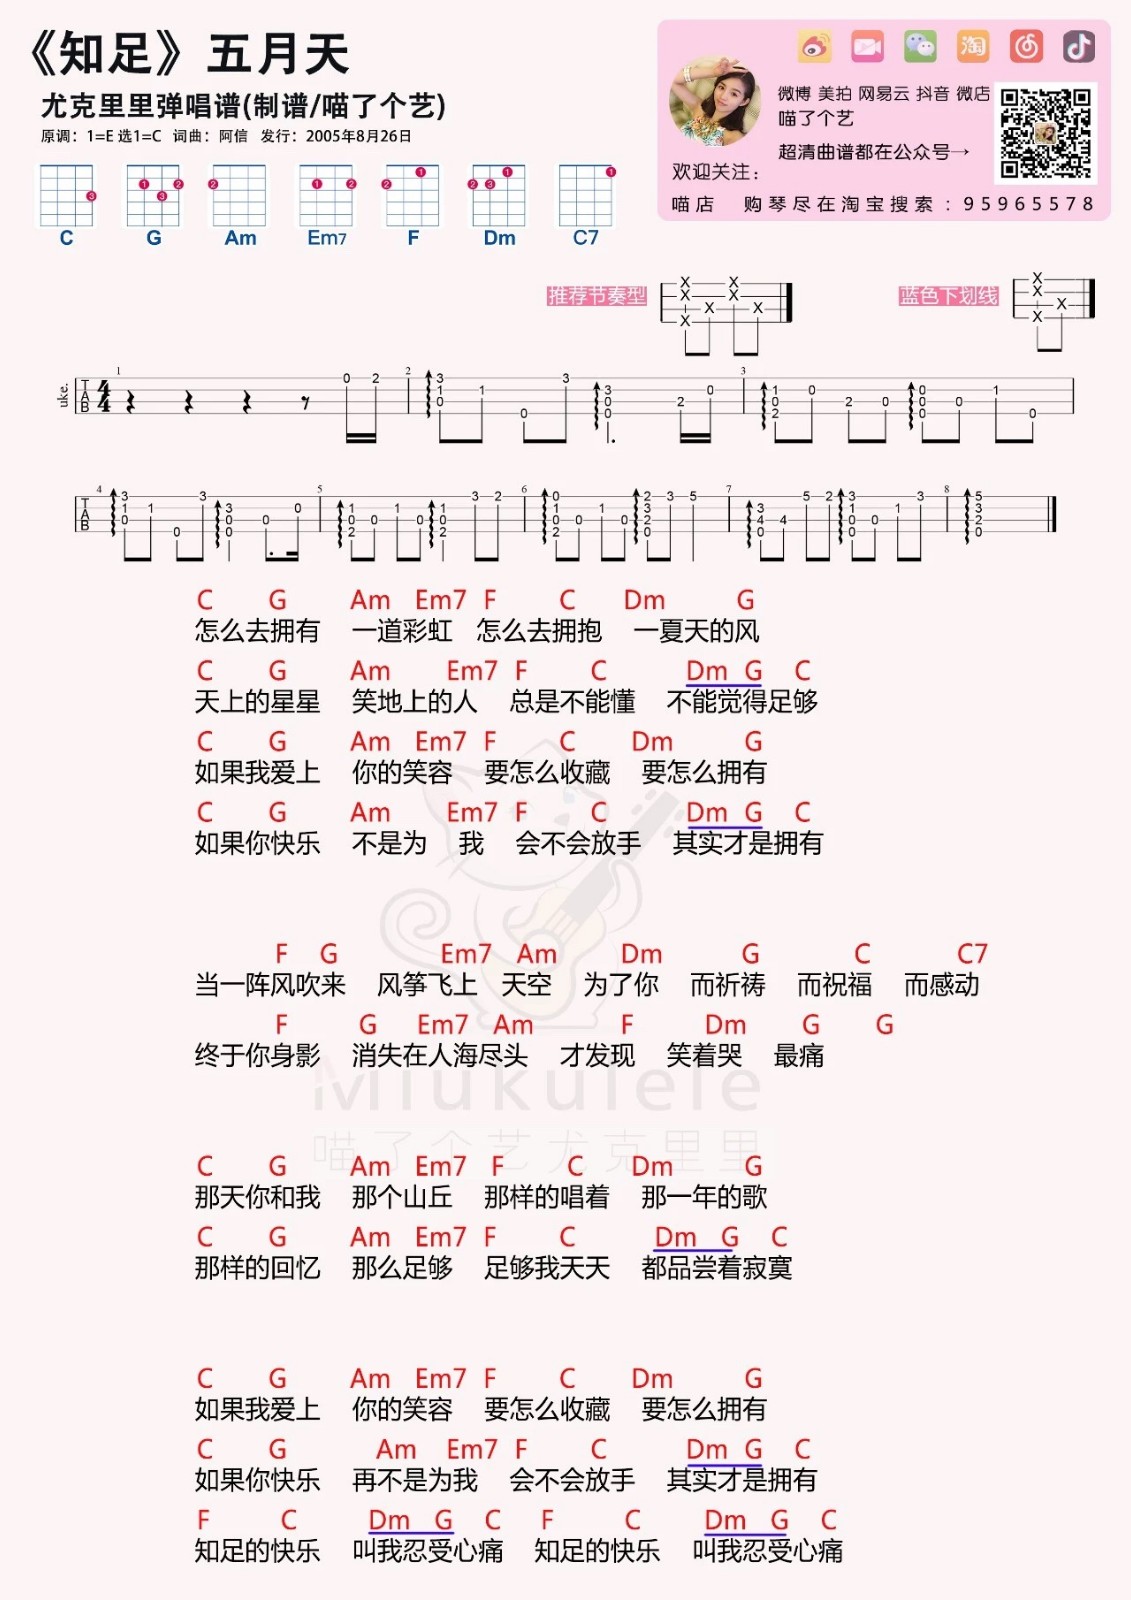 《知足》五月天
尤克里里弹唱谱(制谱/喵了个艺)
原调：1=E 选1=C 词曲：阿信 发行：2005年8月26日
C G Am Em7 F Dm C7
淘
微博 美拍 网易云 抖音 微店
喵了个艺
超清曲谱都在公众号→
欢迎关注：
喵店 购琴尽在淘宝搜索：95965578
推荐节奏型
蓝色下划线
C G Am Em7 F C Dm G
怎么去拥有 一道彩虹 怎么去拥抱 一夏天的风
C G Am Em7 F C Dm G C
天上的星星 笑地上的人 总是不能懂 不能觉得足够
C G Am Em7 F C Dm G
如果我爱上 你的笑容 要怎么收藏 要怎么拥有
C G Am Em7 F C Dm G C
如果你快乐 不是为 我 会不会放手 其实才是拥有
F G Em7 Am Dm G C C7
当一阵风吹来 风筝飞上 天空 为了你 而祈祷 而祝福 而感动
F G Em7 Am F Dm G G
终于你身影 消失在人海尽头 才发现 笑着哭 最痛
Miukulele
喵了个艺尤克里里
C G Am Em7 F C Dm G
那天你和我 那个山丘 那样的唱着 那一年的歌
C G Am Em7 F C Dm G C
那样的回忆 那么足够 足够我天天 都品尝着寂寞
C G Am Em7 F C Dm G
如果我爱上 你的笑容 要怎么收藏 要怎么拥有
C G Am Em7 F C Dm G C
如果你快乐 再不是为我 会不会放手 其实才是拥有
F C Dm G C F C Dm G C
知足的快乐 叫我忍受心痛 知足的快乐 叫我忍受心痛